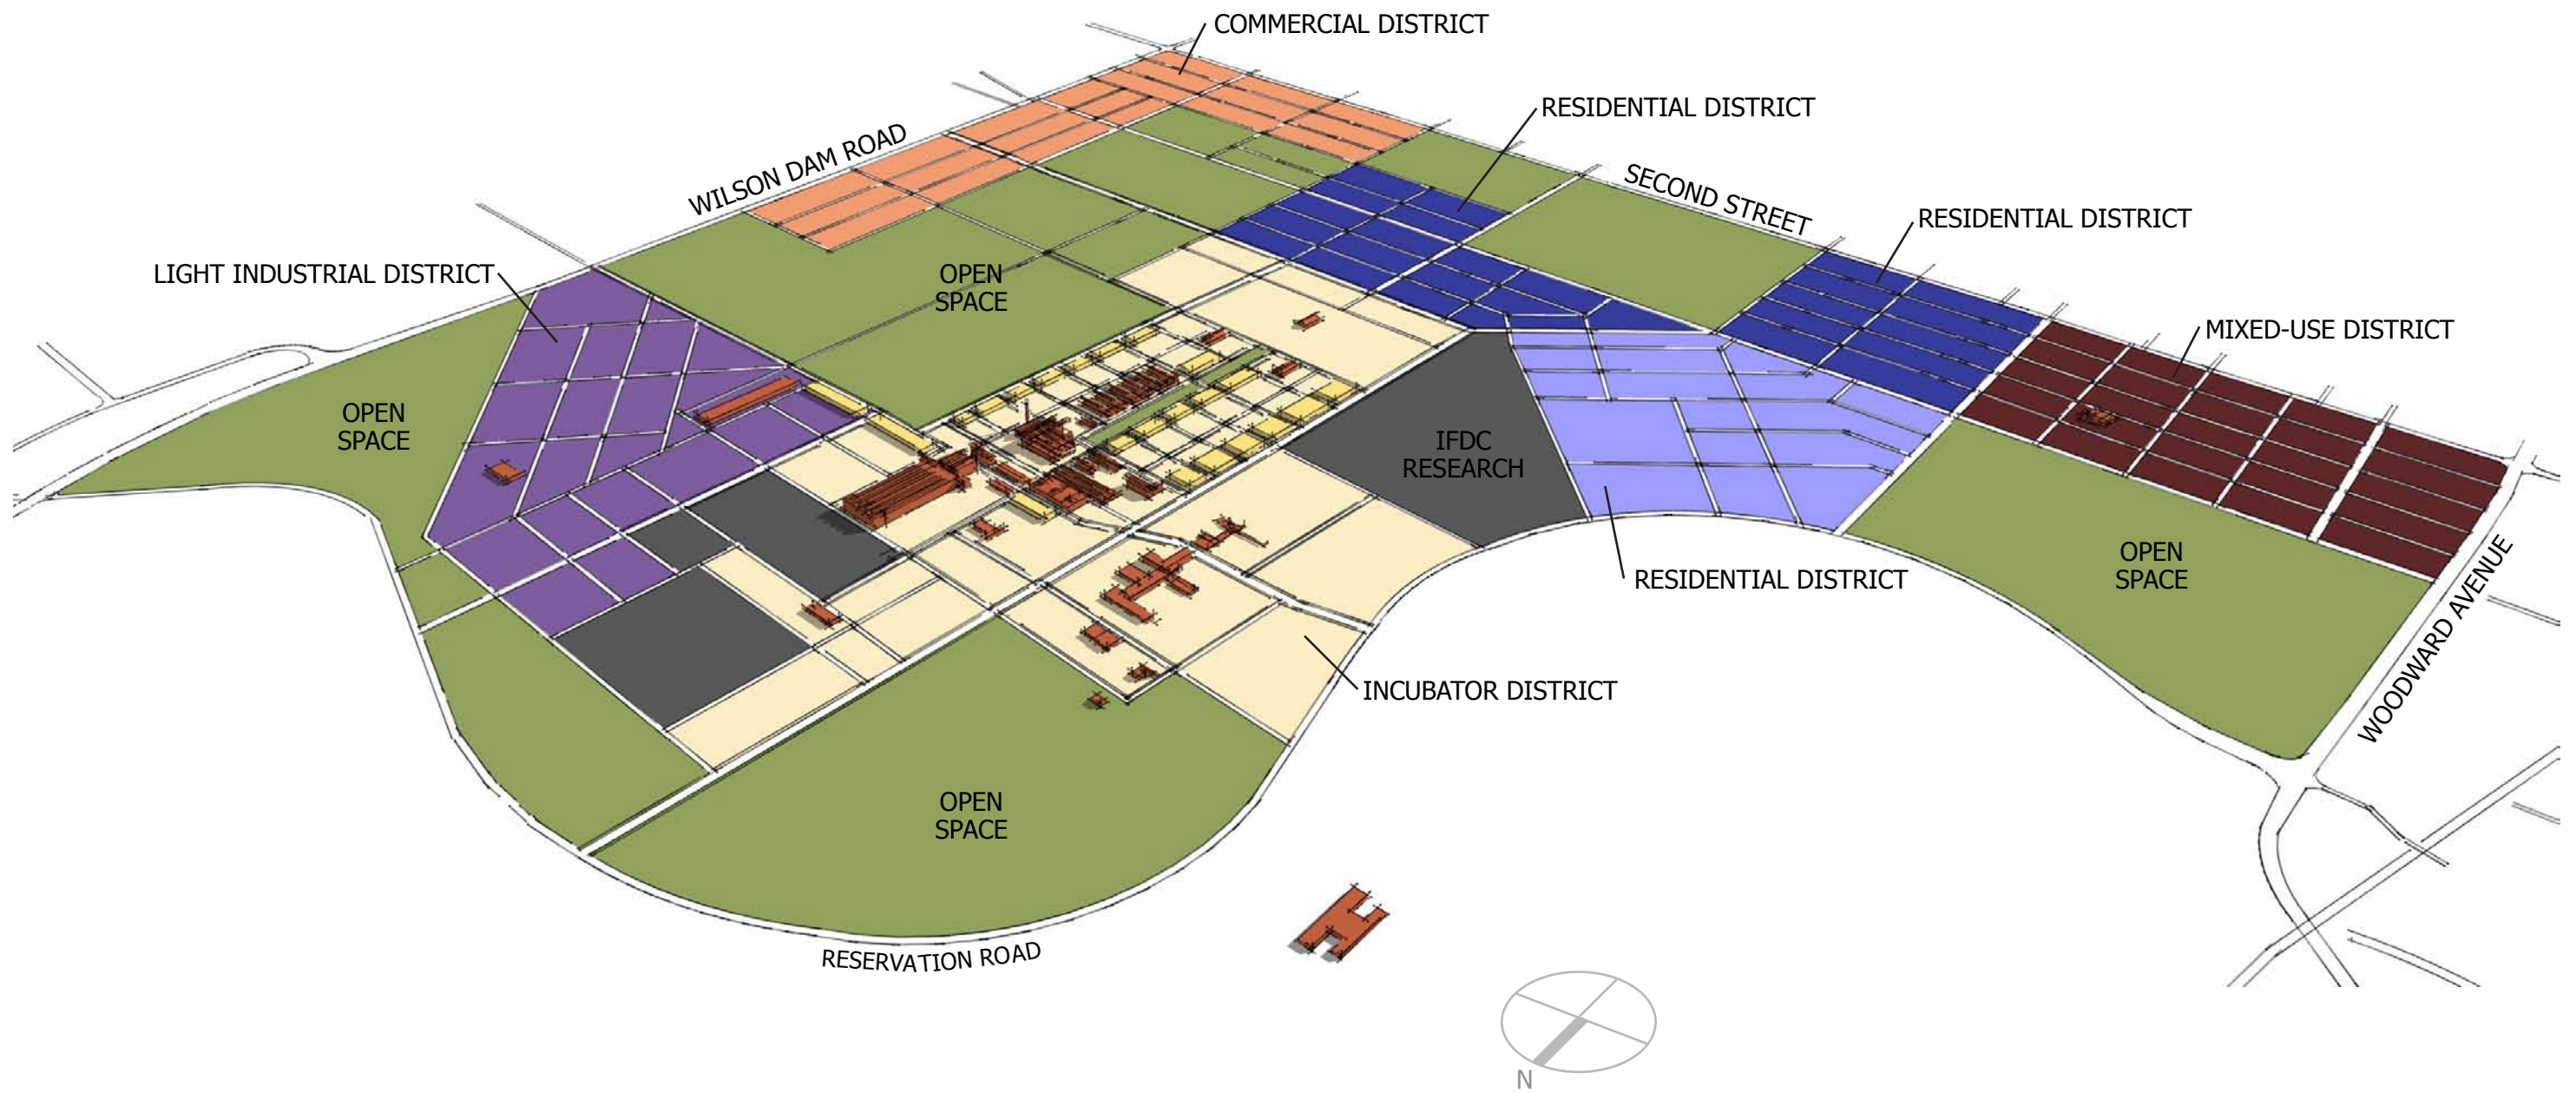 COMMERCIAL DISTRICT
RESIDENTIAL DISTRICT
WILSON DAM ROAD
SECOND STREET
RESIDENTIAL DISTRICT
LIGHT INDUSTRIAL DISTRICT
OPEN
SPACE
MIXED-USE DISTRICT
OPEN
SPACE
IFDC
RESEARCH
OPEN
SPACE
RESIDENTIAL DISTRICT
WOODWARD AVENUE
INCUBATOR DISTRICT
OPEN
SPACE
RESERVATION ROAD
N